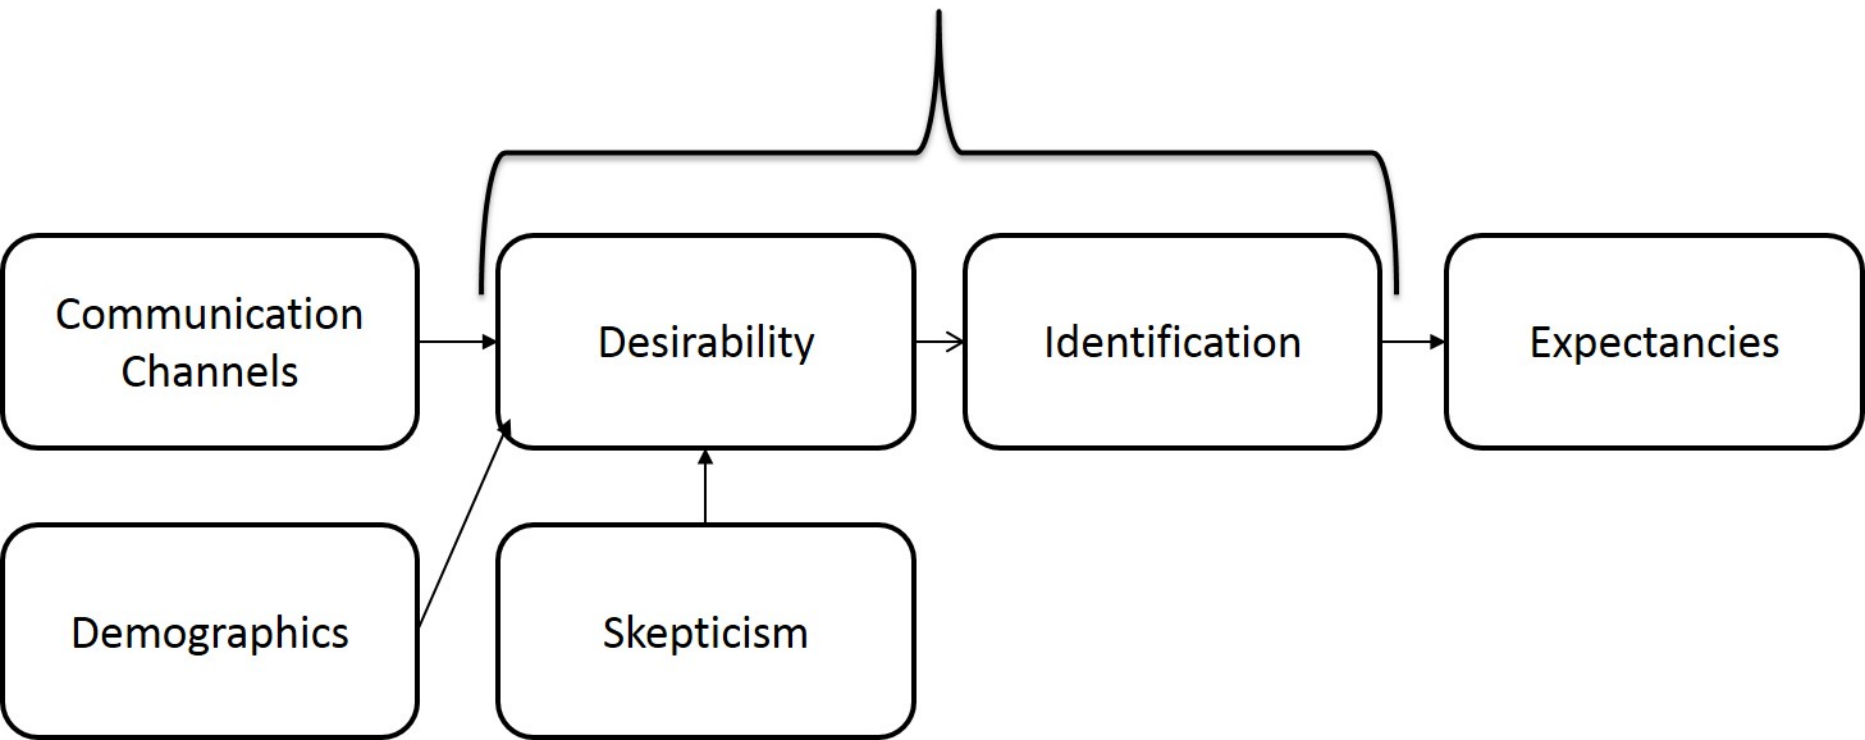 Communication
Channels
Desirability
Identification
Expectancies
Demographics
Skepticism